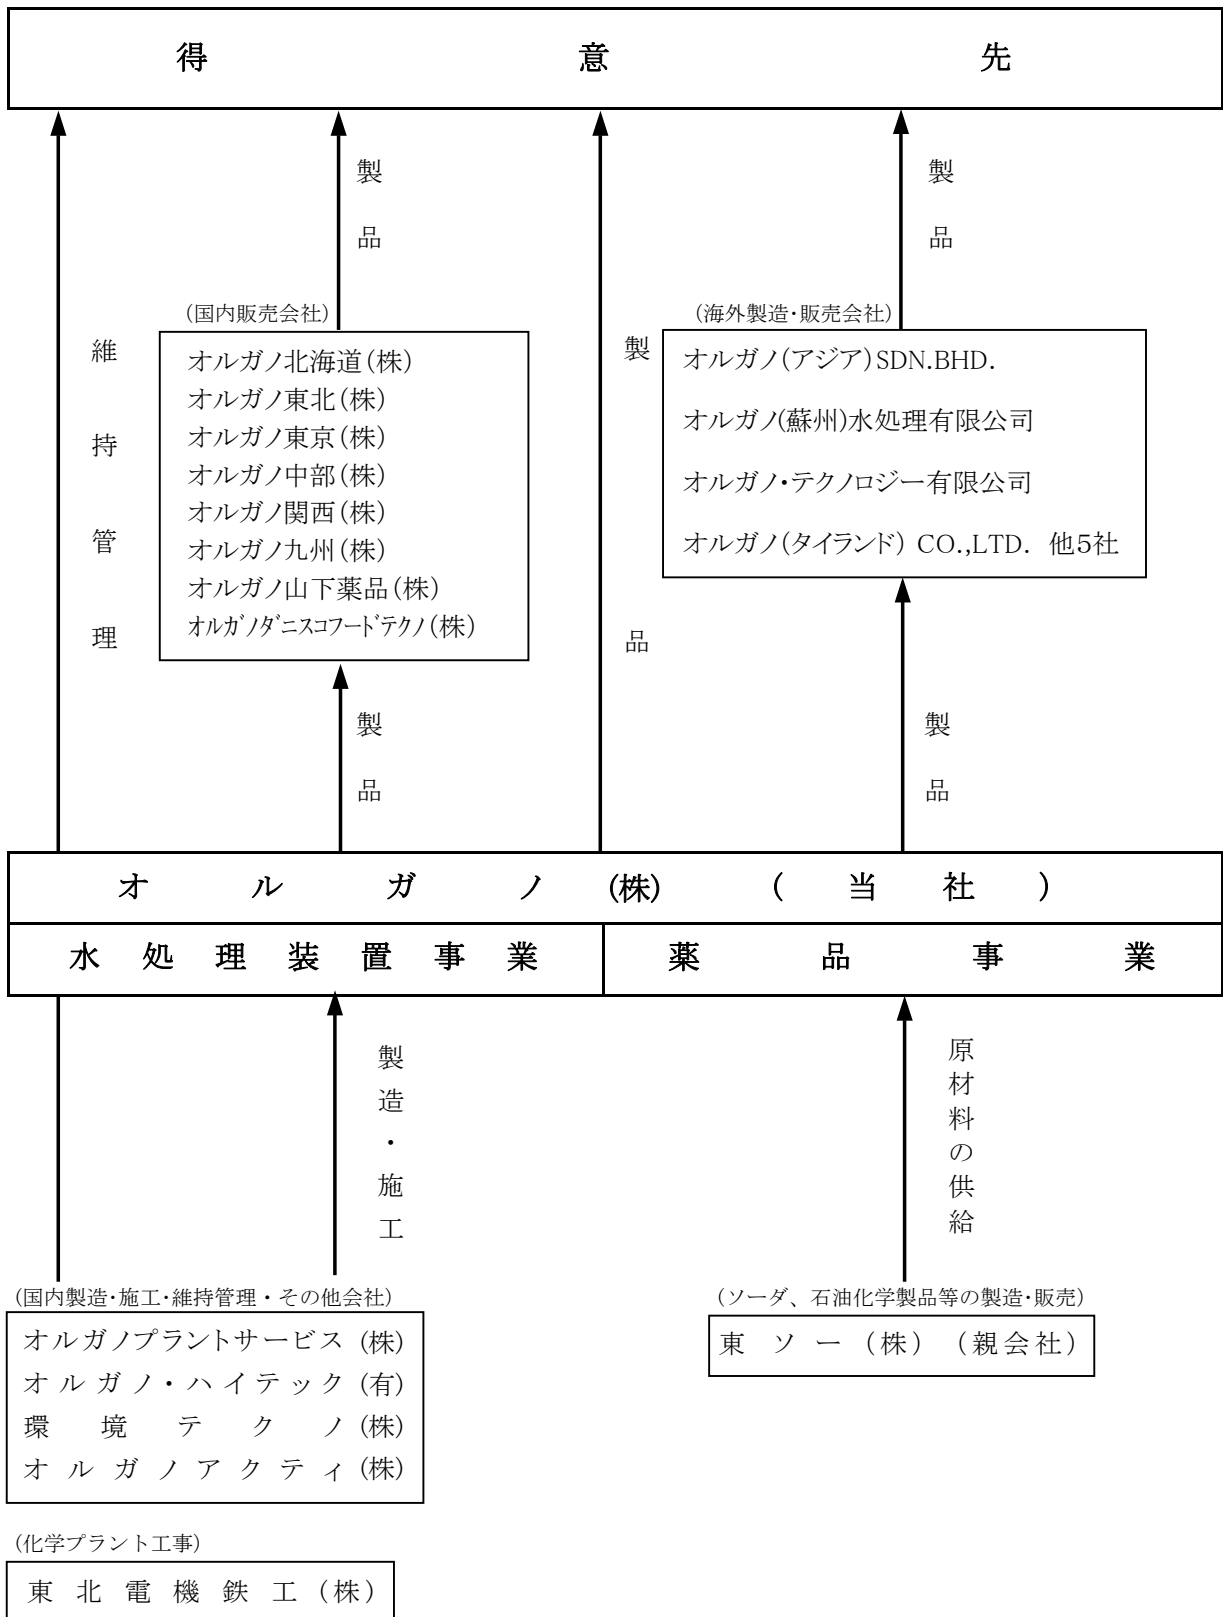 得意先
製品
製品
(国内販売会社)
(海外製造・販売会社)
維持管理
オルガノ北海道(株)
オルガノ東北(株)
オルガノ東京(株)
オルガノ中部(株)
オルガノ関西(株)
オルガノ九州(株)
オルガノ山下薬品(株)
オルガノダニスコフードテクノ(株)
製品
オルガノ(アジア)SDN.BHD.
オルガノ(蘇州)水処理有限公司
オルガノ・テクノロジー有限公司
オルガノ(タイランド) CO.,LTD. 他5社
製品
製品
オルガノ(株) (当社)
水処理装置事業
薬品事業
製造・施工
原材料の供給
(国内製造・施工・維持管理・その他会社)
オルガノプラントサービス(株)
オルガノ・ハイテック(有)
環境テクノ(株)
オルガノアクティ(株)
(ソーダ、石油化学製品等の製造・販売)
東ソー(株)(親会社)
(化学プラント工事)
東北電機鉄工(株)